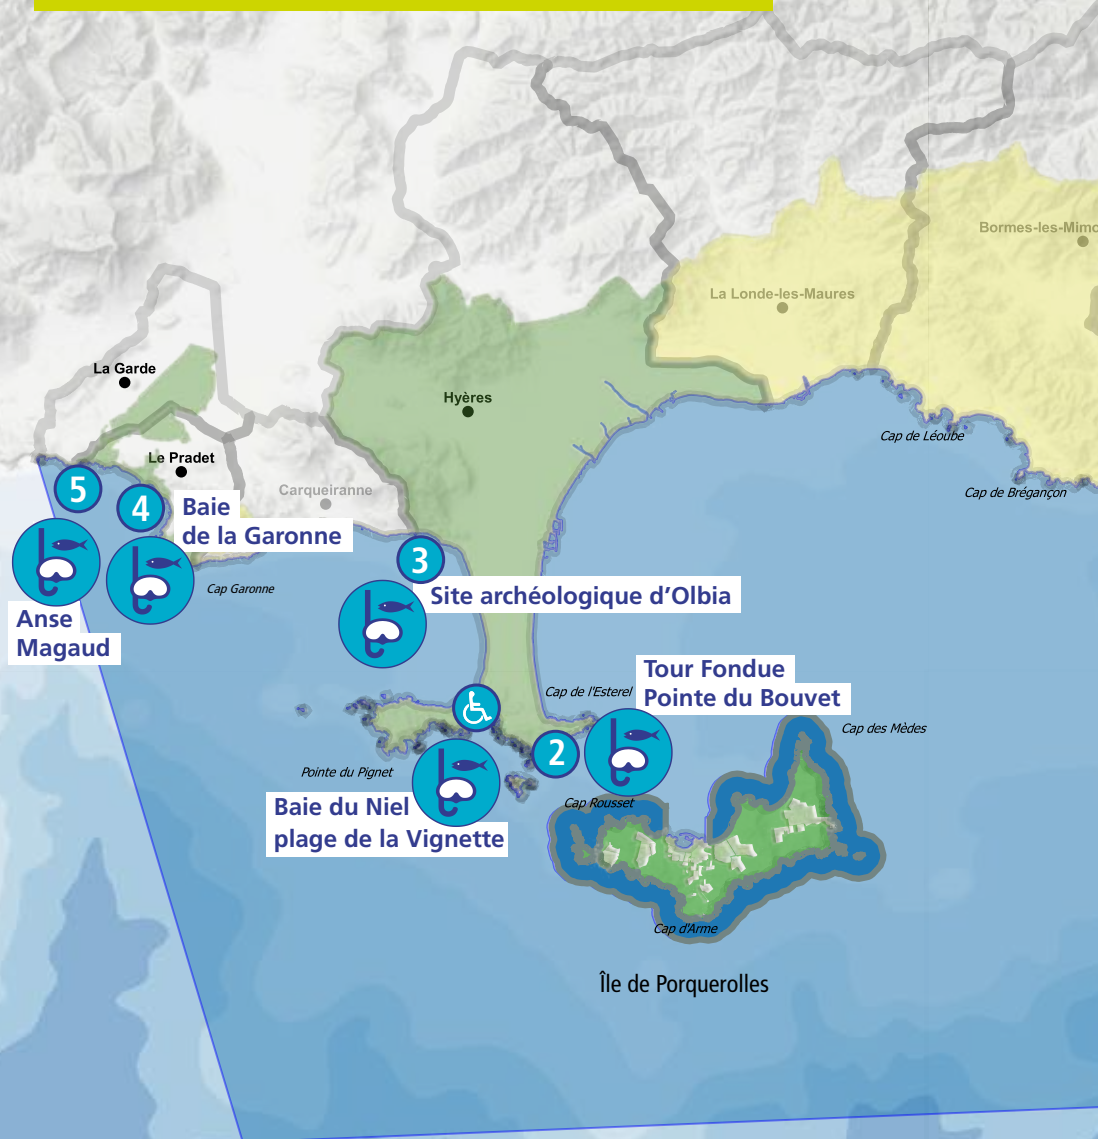 Bormes-les-Mimo
La Londe-les-Maures
La Garde
Hyères
Cap de Léoube
Le Pradet
Carqueiranne
Cap de Brégançon
5
4
Baie
de la Garonne
3
Cap Garonne
Site archéologique d’Olbia
Anse
Magaud
Tour Fondue
Pointe du Bouvet
Cap de l'Esterel
Cap des Mèdes
2
Pointe du Pignet
Cap Rousset
Baie du Niel
plage de la Vignette
Cap d'Arme
Île de Porquerolles